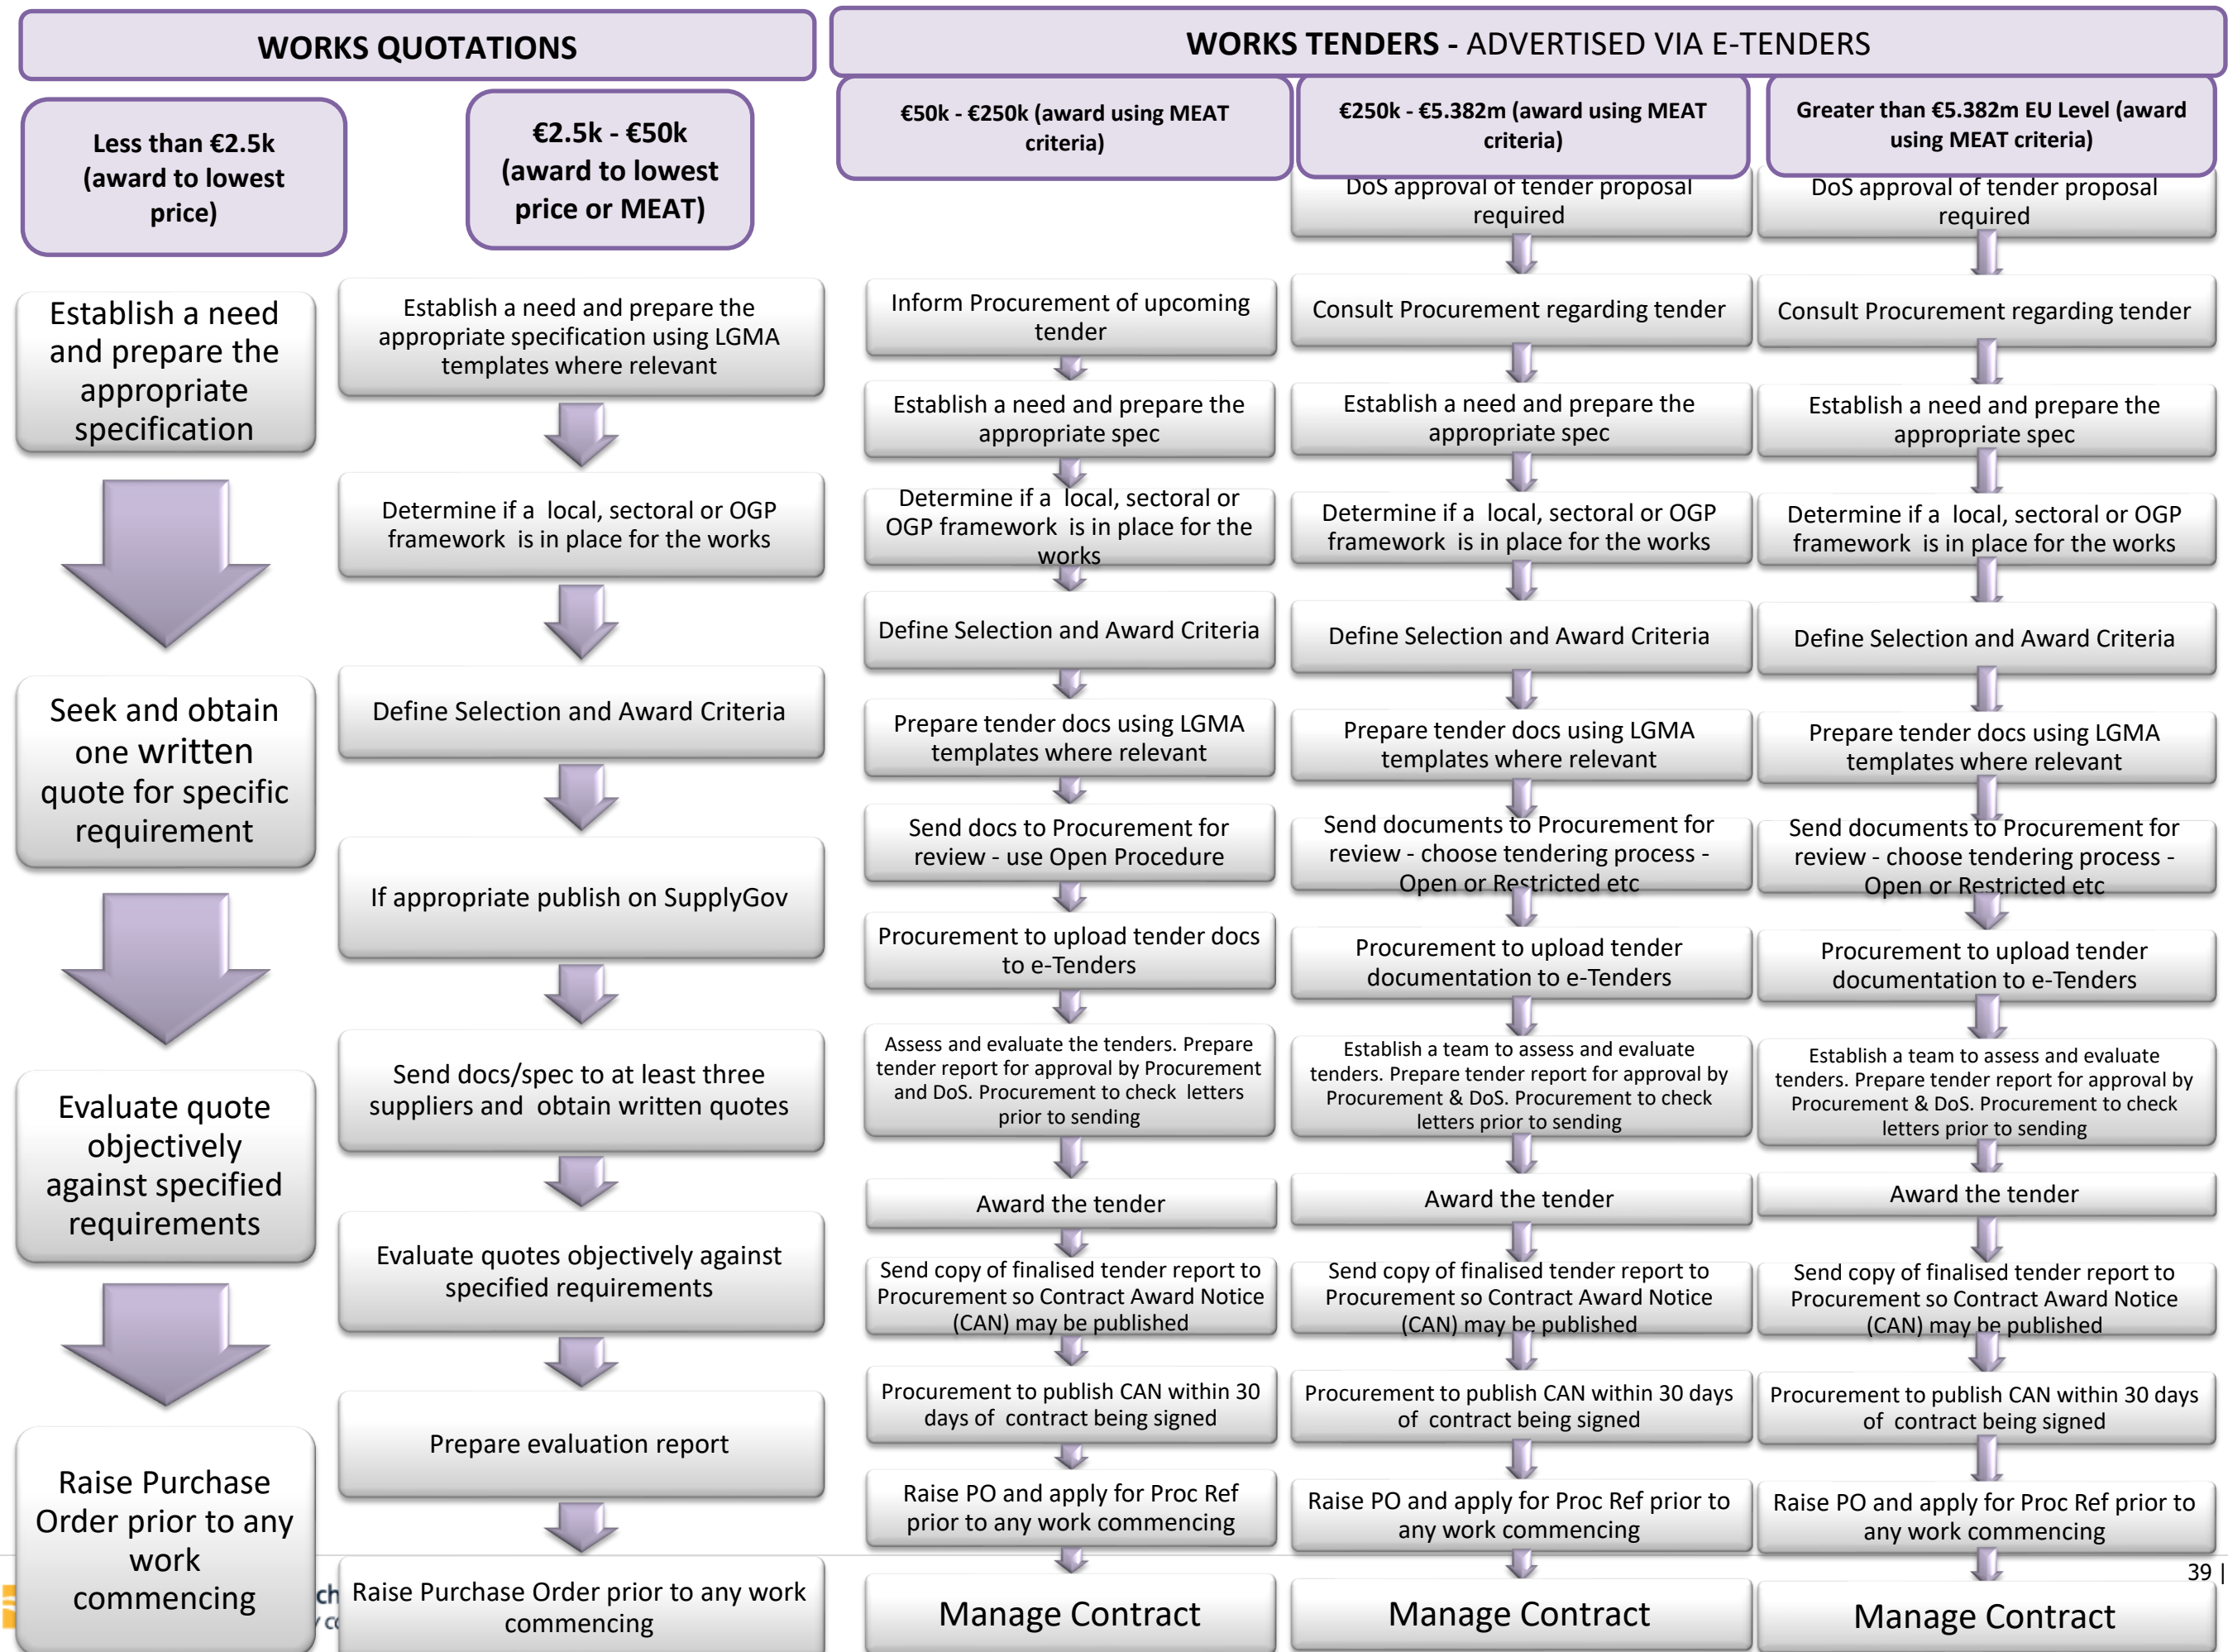 WORKS QUOTATIONS
Less than €2.5k
(award to lowest
price)
Establish a need
and prepare the
appropriate
specification
Seek and obtain
one written
quote for specific
requirement
Evaluate quote
objectively
against specified
requirements
Raise Purchase
Order prior to any
work
commencing
€2.5k - €50k
(award to lowest
price or MEAT)
Establish a need and prepare the
appropriate specification using LGMA
templates where relevant
Determine if a  local, sectoral or OGP
framework  is in place for the works
Define Selection and Award Criteria
If appropriate publish on SupplyGov
Send docs/spec to at least three
suppliers and  obtain written quotes
Evaluate quotes objectively against
specified requirements
Prepare evaluation report
Raise Purchase Order prior to any work
commencing
WORKS TENDERS - ADVERTISED VIA E-TENDERS
€50k - €250k (award using MEAT
criteria)
Inform Procurement of upcoming
tender
Establish a need and prepare the
appropriate spec
Determine if a  local, sectoral or
OGP framework  is in place for the
works
Define Selection and Award Criteria
Prepare tender docs using LGMA
templates where relevant
Send docs to Procurement for
review - use Open Procedure
Procurement to upload tender docs
to e-Tenders
Assess and evaluate the tenders. Prepare
tender report for approval by Procurement
and DoS. Procurement to check  letters
prior to sending
Award the tender
Send copy of finalised tender report to
Procurement so Contract Award Notice
(CAN) may be published
Procurement to publish CAN within 30
days of  contract being signed
Raise PO and apply for Proc Ref
prior to any work commencing
Manage Contract
€250k - €5.382m (award using MEAT
criteria)
DoS approval of tender proposal
required
Consult Procurement regarding tender
Establish a need and prepare the
appropriate spec
Determine if a  local, sectoral or OGP
framework  is in place for the works
Define Selection and Award Criteria
Prepare tender docs using LGMA
templates where relevant
Send documents to Procurement for
review - choose tendering process -
Open or Restricted etc
Procurement to upload tender
documentation to e-Tenders
Establish a team to assess and evaluate
tenders. Prepare tender report for approval by
Procurement & DoS. Procurement to check
letters prior to sending
Award the tender
Send copy of finalised tender report to
Procurement so Contract Award Notice
(CAN) may be published
Procurement to publish CAN within 30 days
of  contract being signed
Raise PO and apply for Proc Ref prior to
any work commencing
Manage Contract
Greater than €5.382m EU Level (award
using MEAT criteria)
DoS approval of tender proposal
required
Consult Procurement regarding tender
Establish a need and prepare the
appropriate spec
Determine if a  local, sectoral or OGP
framework  is in place for the works
Define Selection and Award Criteria
Prepare tender docs using LGMA
templates where relevant
Send documents to Procurement for
review - choose tendering process -
Open or Restricted etc
Procurement to upload tender
documentation to e-Tenders
Establish a team to assess and evaluate
tenders. Prepare tender report for approval by
Procurement & DoS. Procurement to check
letters prior to sending
Award the tender
Send copy of finalised tender report to
Procurement so Contract Award Notice
(CAN) may be published
Procurement to publish CAN within 30 days
of  contract being signed
Raise PO and apply for Proc Ref prior to
any work commencing
Manage Contract
39 |